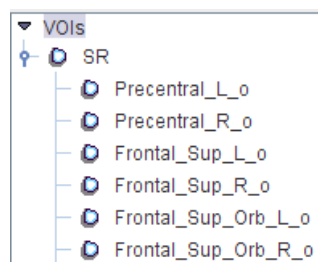 VOIs
SR
Precentral_L_o
Precentral_R_o
Frontal_Sup_L_o
Frontal_Sup_R_o
Frontal_Sup_Orb_L_o
Frontal_Sup_Orb_R_o